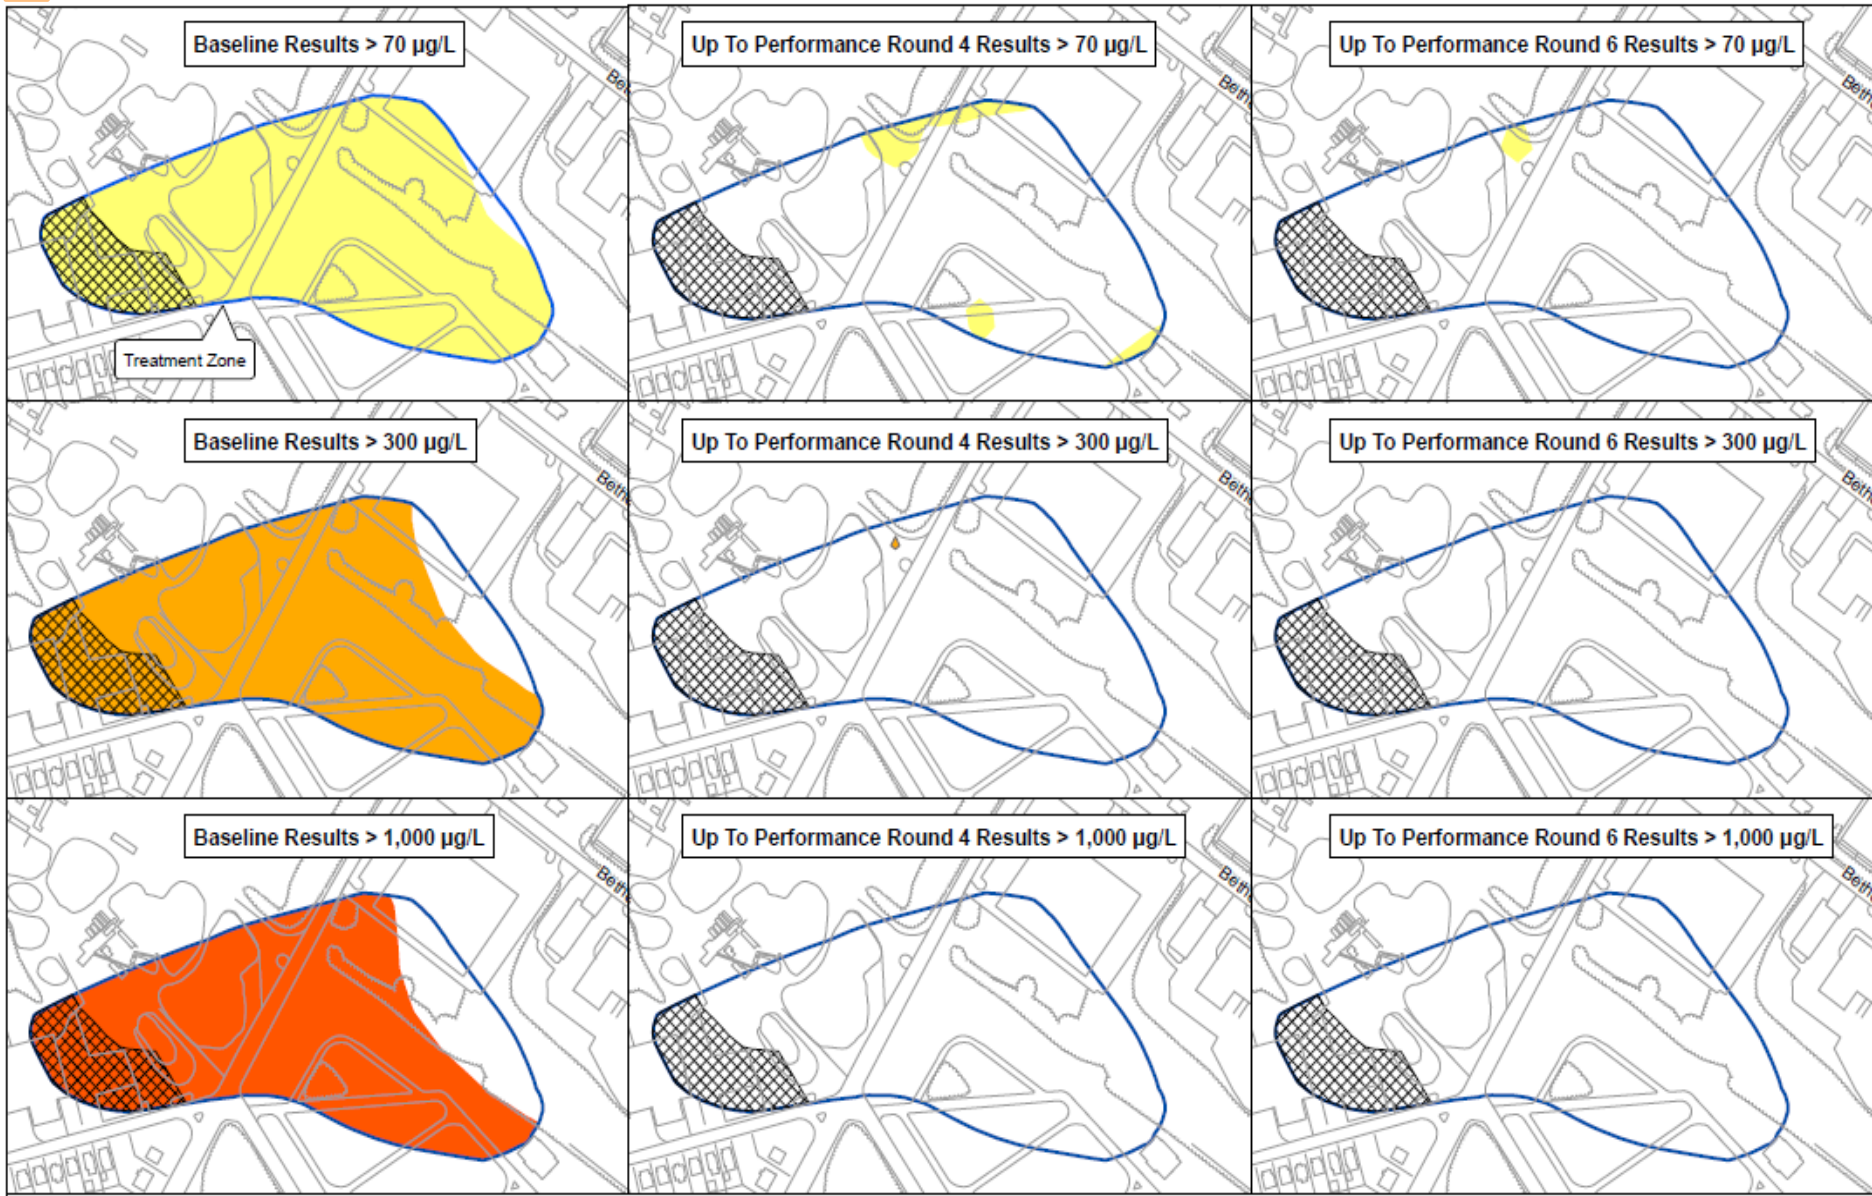 Baseline Results > 70 µg/L
Up To Performance Round 4 Results > 70 µg/L
Up To Performance Round 6 Results > 70 µg/L
Treatment Zone
Baseline Results > 300 µg/L
Up To Performance Round 4 Results > 300 µg/L
Up To Performance Round 6 Results > 300 µg/L
Baseline Results > 1,000 µg/L
Up To Performance Round 4 Results > 1,000 µg/L
Up To Performance Round 6 Results > 1,000 µg/L